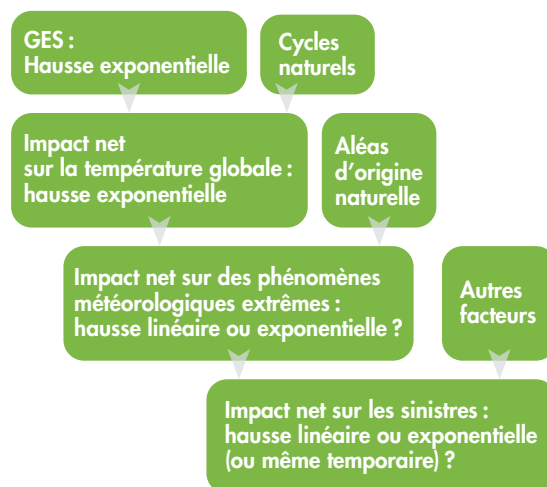 GES :
Hausse exponentielle
Cycles
naturels
Impact net
sur la température globale :
hausse exponentielle
Aléas
d'origine
naturelle
Impact net sur des phénomènes
météorologiques extrêmes :
hausse linéaire ou exponentielle ?
Autres
facteurs
Impact net sur les sinistres :
hausse linéaire ou exponentielle
(ou même temporaire) ?